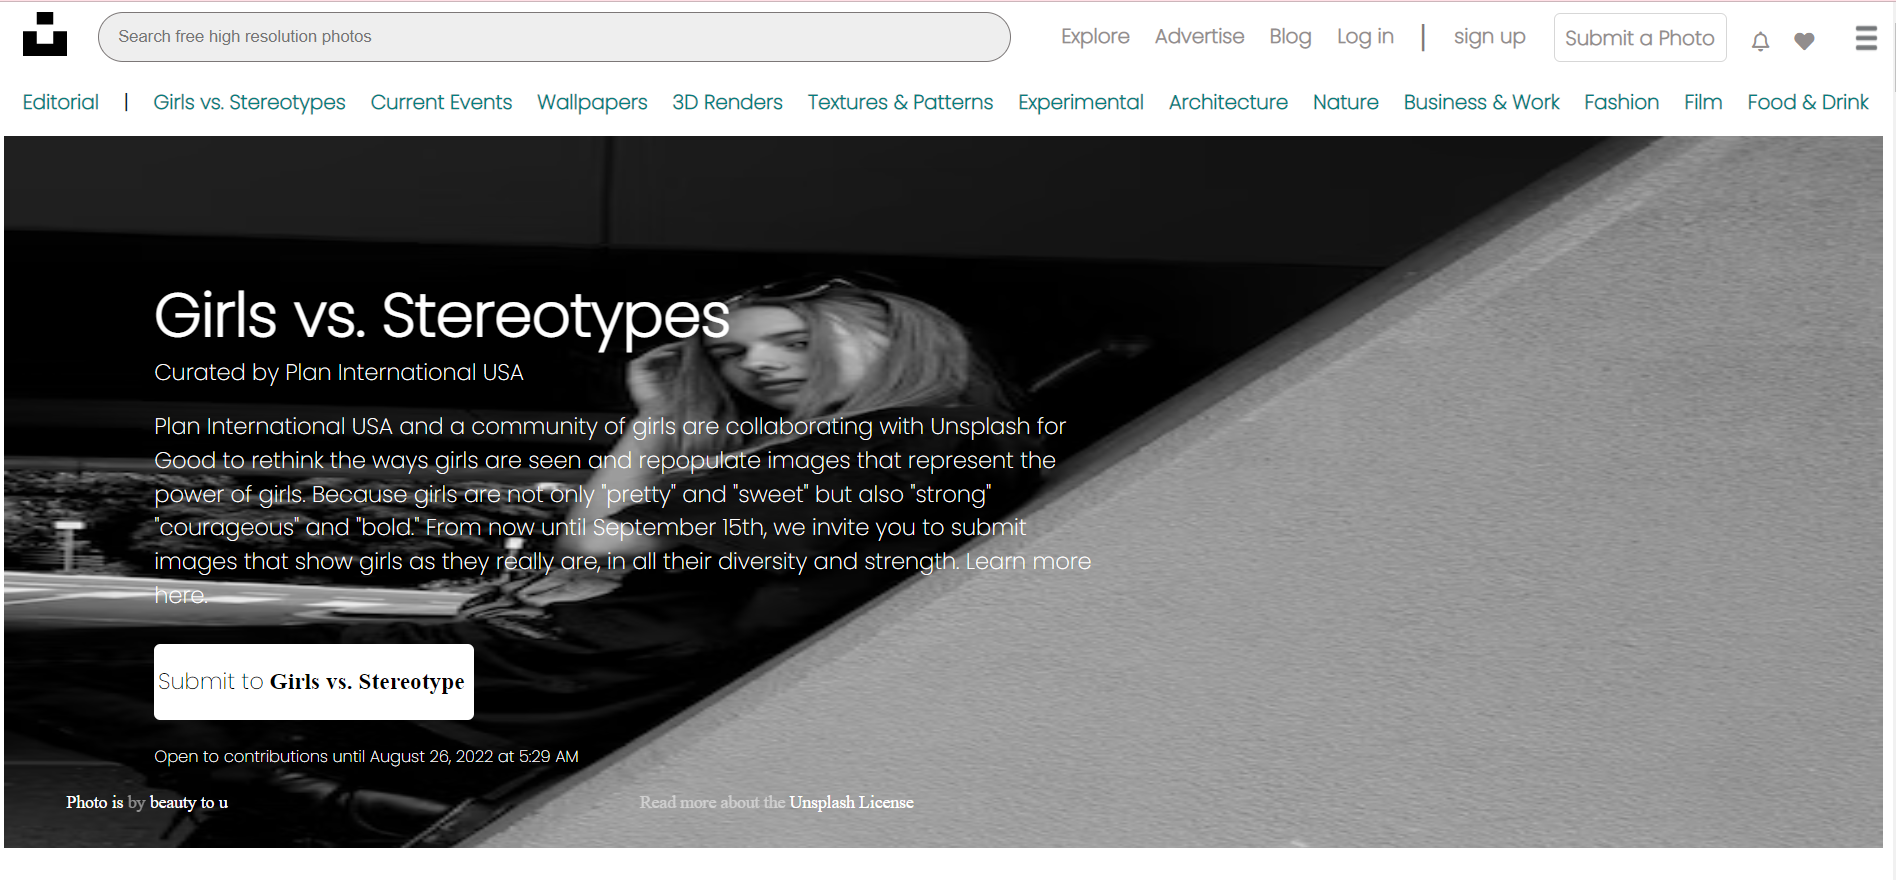 Search free high resolution photos
Explore Advertise Blog Log in | sign up Submit a Photo
Editorial | Girls vs. Stereotypes Current Events Wallpapers 3D Renders Textures & Patterns Experimental Architecture Nature Business & Work Fashion Film Food & Drink
Girls vs. Stereotypes
Curated by Plan International USA
Plan International USA and a community of girls are collaborating with Unsplash for
Good to rethink the ways girls are seen and repopulate images that represent the
power of girls. Because girls are not only "pretty" and "sweet" but also "strong"
"courageous" and "bold." From now until September 15th, we invite you to submit
images that show girls as they really are, in all their diversity and strength. Learn more
here.
Submit to Girls vs. Stereotype
Open to contributions until August 26, 2022 at 5:29 AM
Photo is by beauty to u
Read more about the Unsplash License